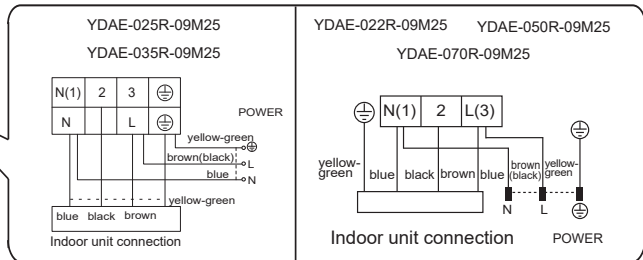 YDAE-025R-09M25
YDAE-035R-09M25
N(1) 2 3
N L
POWER
yellow-green
brown(black) L
blue N
yellow-green
blue black brown
Indoor unit connection
YDAE-022R-09M25 YDAE-050R-09M25
YDAE-070R-09M25
N(1) 2 L(3)
yellow-
green blue black brown blue brown
(black) yellow-
green
N L
Indoor unit connection POWER